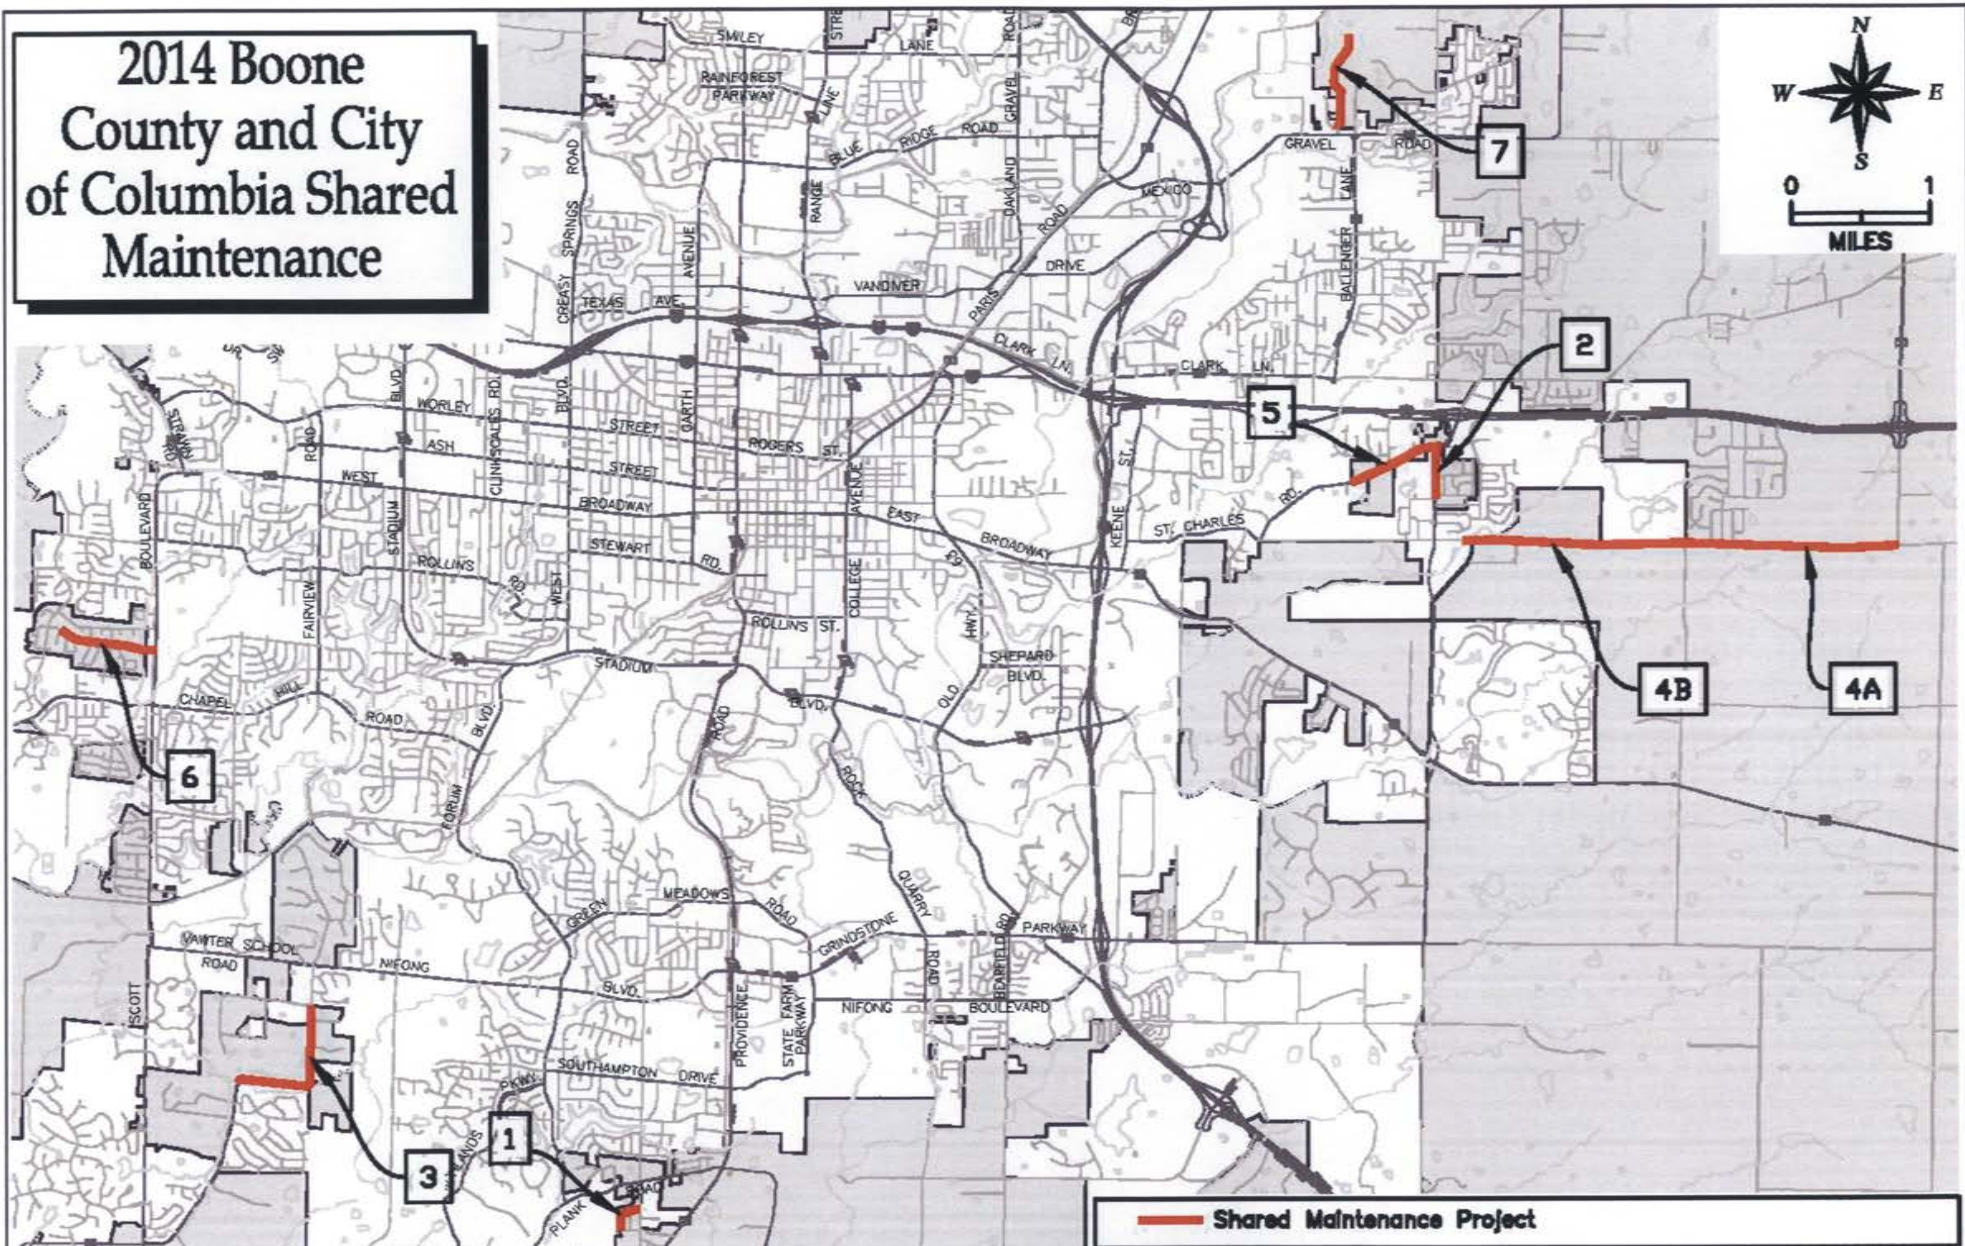 2014 Boone
County and City
of Columbia Shared
Maintenance
N
W
E
S
0
1
MILES
SMILEY
LANE
RAINFOREST
PARKWAY
LINE
GRAVEL
ROAD
BLUE
RIDGE
ROAD
ROAD
SPRINGS
CREASY
AVENUE
RANGE
OAKLAND
ROAD
PARIS
MEXICO
GRAVEL
ROAD
7
BALLENGER
LANE
DRIVE
VANDIVER
TEXAS
AVE.
CLARK
LN.
CLARK
LN.
2
5
STRAWN
RD.
BLVD.
CLINKSCALES RD.
BLVD.
GARTH
WORLEY
STREET
ROGERS
ST.
ASH
STREET
ROAD
WEST
BROADWAY
AVENUE
EAST
BROADWAY
ST.
KEENE
RD.
ST. CHARLES
BOULEVARD
STADIUM
STEWART
RD.
ROLLINS
RD.
WEST
COLLEGE
63
HWY.
OLD
FAIRVIEW
ROLLINS
ST.
STADIUM
BLVD.
SHEPARD
BLVD.
4B
4A
CHAPEL
HILL
ROAD
BLVD.
FORUM
ROAD
6
ROCK
QUARRY
ROAD
MEADOWS
ROAD
GREEN
GRINDSTONE
BEARFIELD RD
PARKWAY
VAWTER SCHOOL
ROAD
NIFONG
BLVD.
SCOTT
PROVIDENCE
STATE FARM
PARKWAY
NIFONG
BOULEVARD
SOUTHAMPTON
DRIVE
PKWY.
1
3
PLANK
ROAD
Shared Maintenance Project